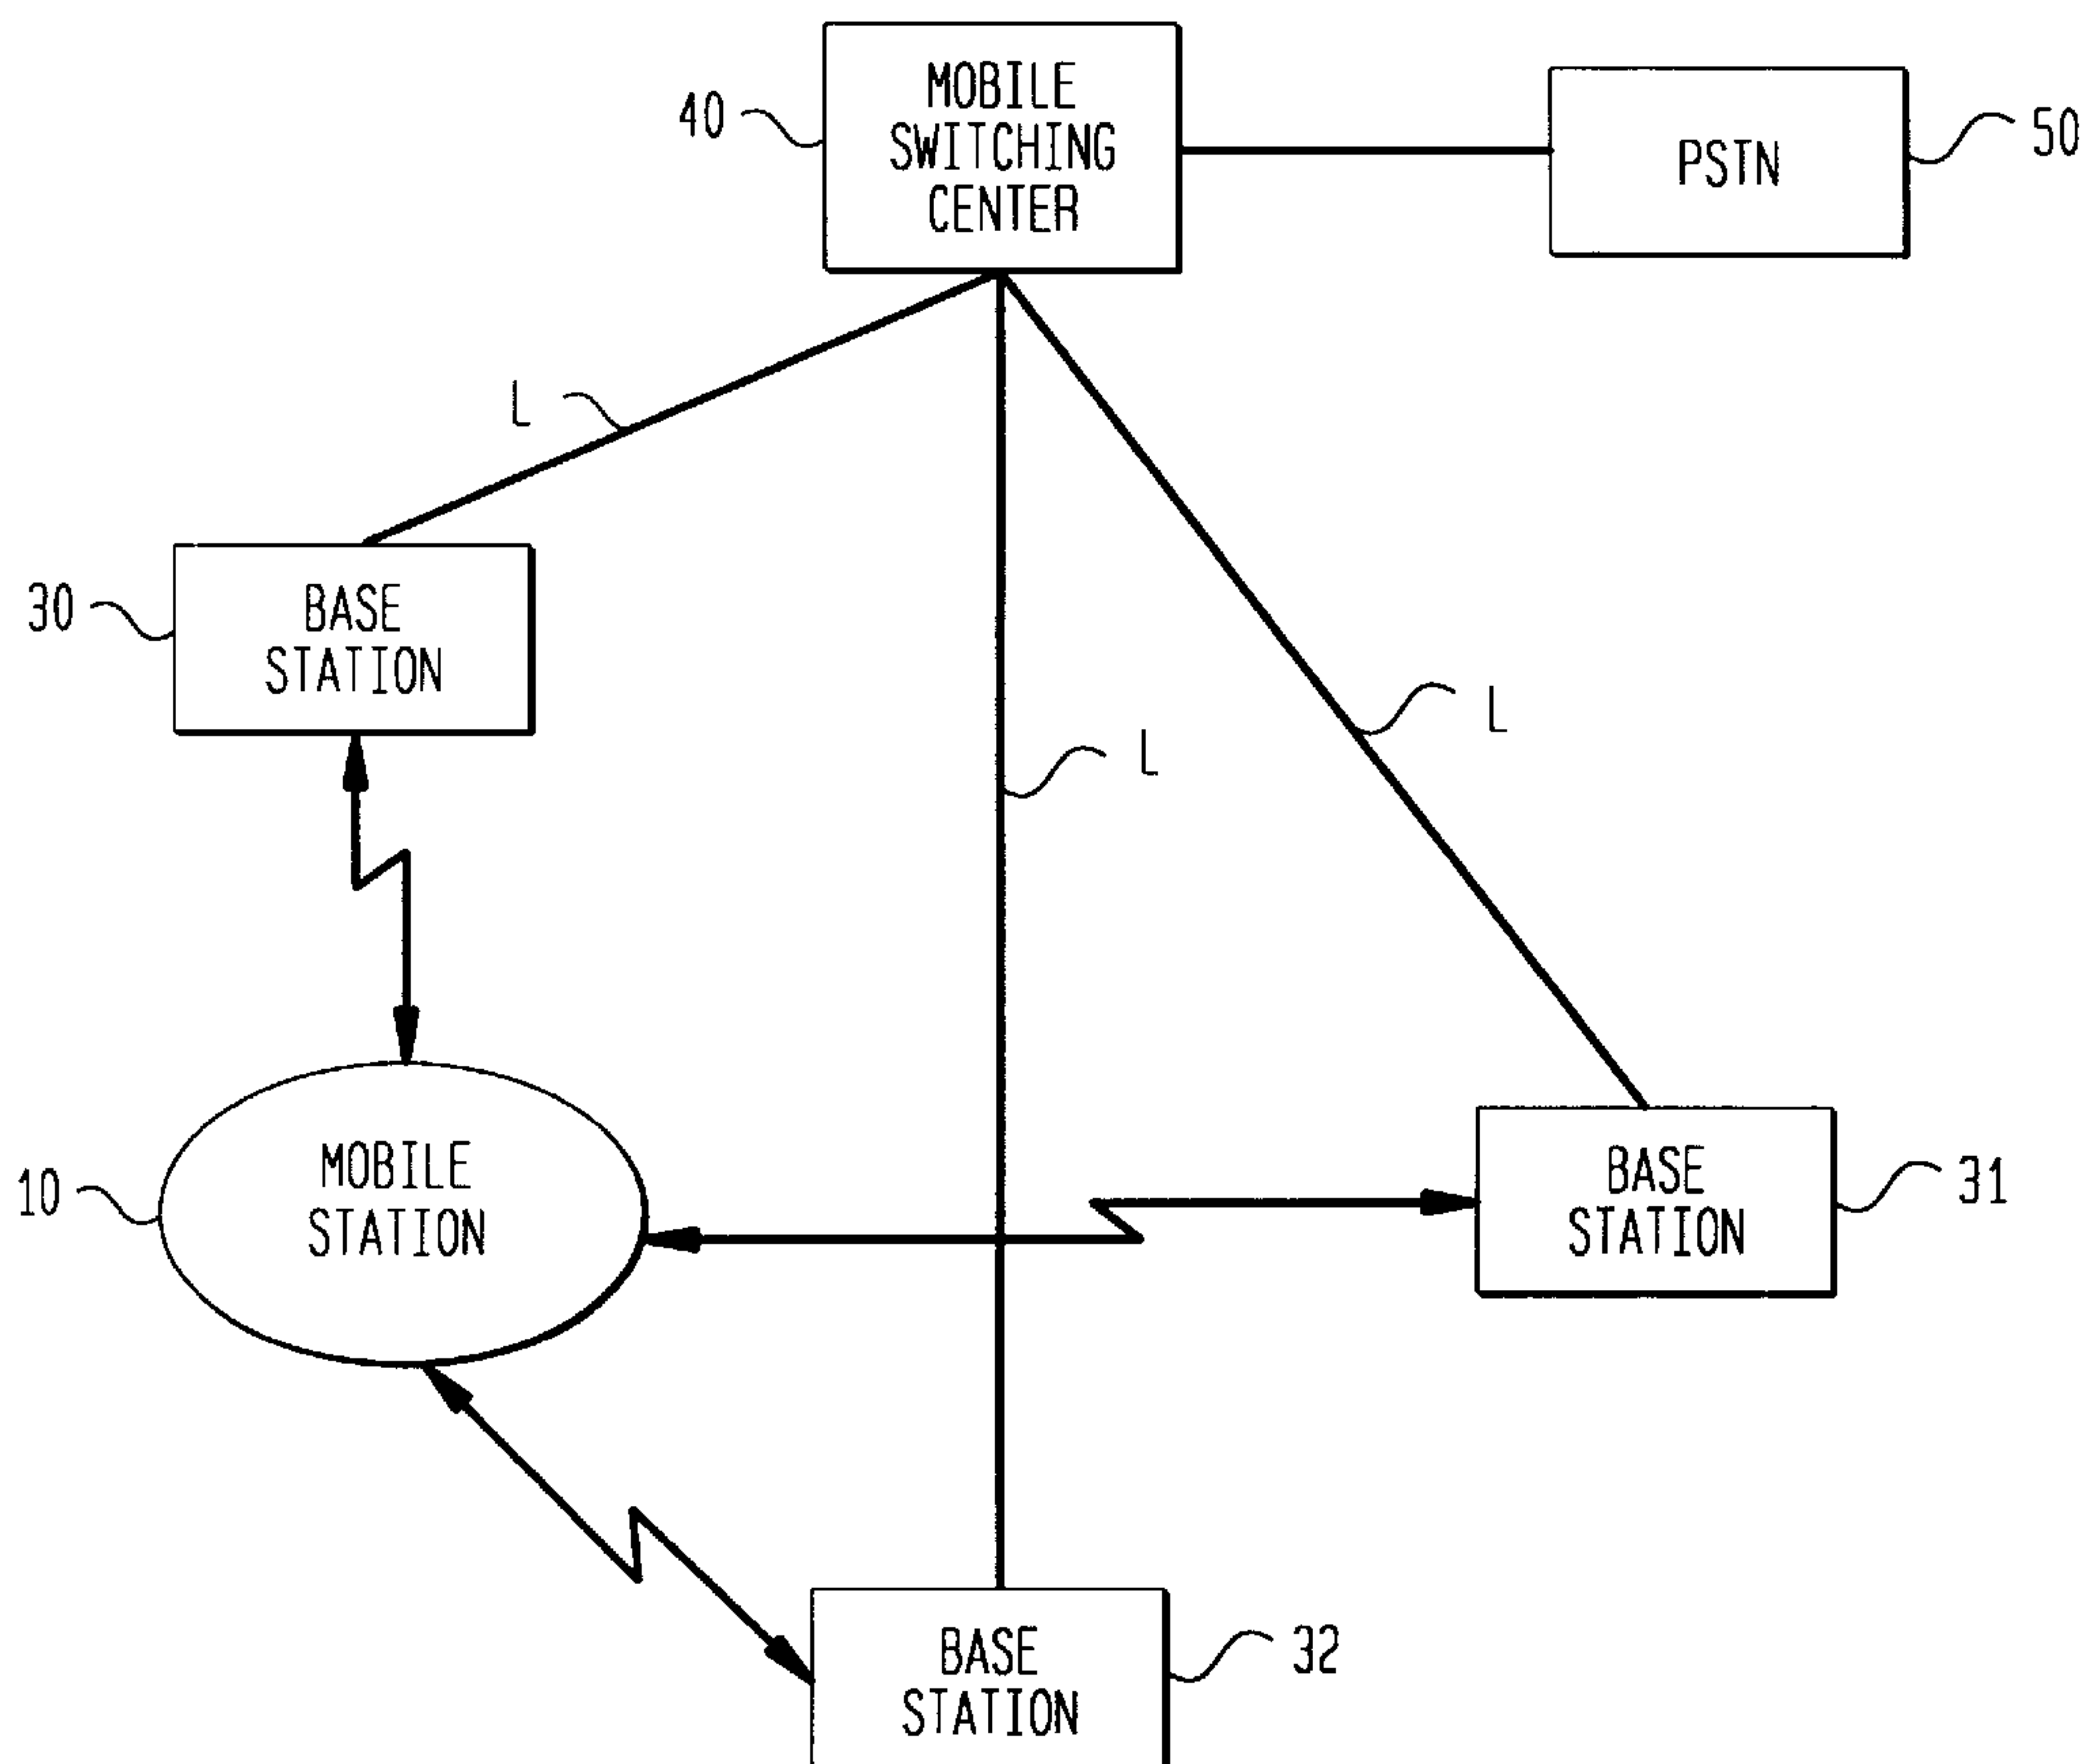 MOBILE
SWITCHING
CENTER
40
PSTN
50
L
30
BASE
STATION
L
L
10
MOBILE
STATION
BASE
STATION
31
BASE
STATION
32